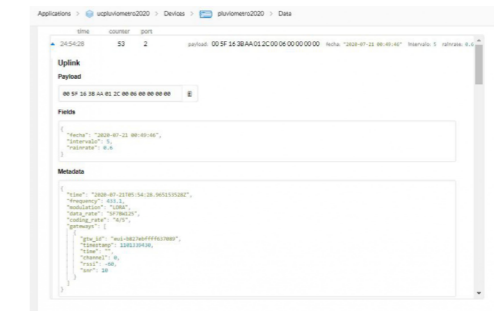 Applications > ucpluviometro2020 > Devices > pluviometro2020 > Data
time counter port
24:54:28 53 2 payload: 00 5F 16 3B AA 01 2C 00 06 00 00 00 00 fecha: "2020-07-21 00:49:46" intervalo: 5 rainrate: 0.6
Uplink
Payload
00 5F 16 3B AA 01 2C 00 06 00 00 00 00
Fields
{
"fecha": "2020-07-21 00:49:46",
"intervalo": 5,
"rainrate": 0.6
}
Metadata
{
"frequency": 433.1,
"modulation": "LORA",
"data_rate": "SF7BW125",
"coding_rate": "4/5",
"gateways": [
{
"timestamp":
"time": "",
"channel": 0,
"rssi": -60,
"snr": 10
}
]
}